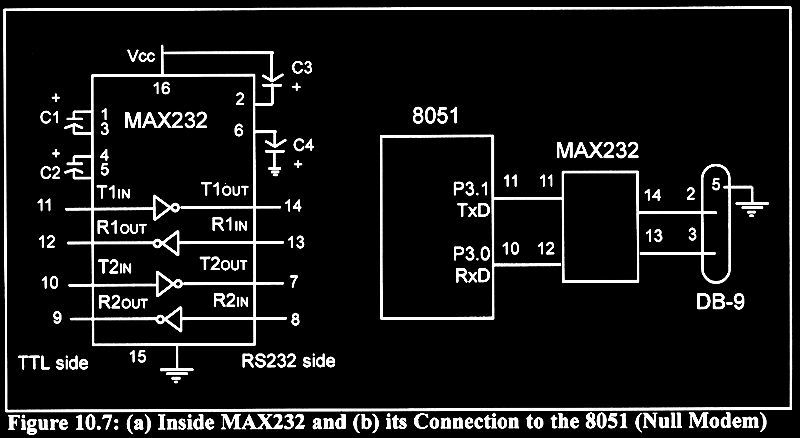 Vcc
C3
+
16
2
MAX232
+
C1
1
3
6
C4
+
+
C2
4
5
11
T1IN
T1OUT
14
12
R1OUT
R1IN
13
10
T2IN
T2OUT
7
9
R2OUT
R2IN
8
TTL side
15
RS232 side
8051
MAX232
P3.1
TxD
11
11
14
2
5
P3.0
RxD
10
12
13
3
DB-9
Figure 10.7: (a) Inside MAX232 and (b) its Connection to the 8051 (Null Modem)